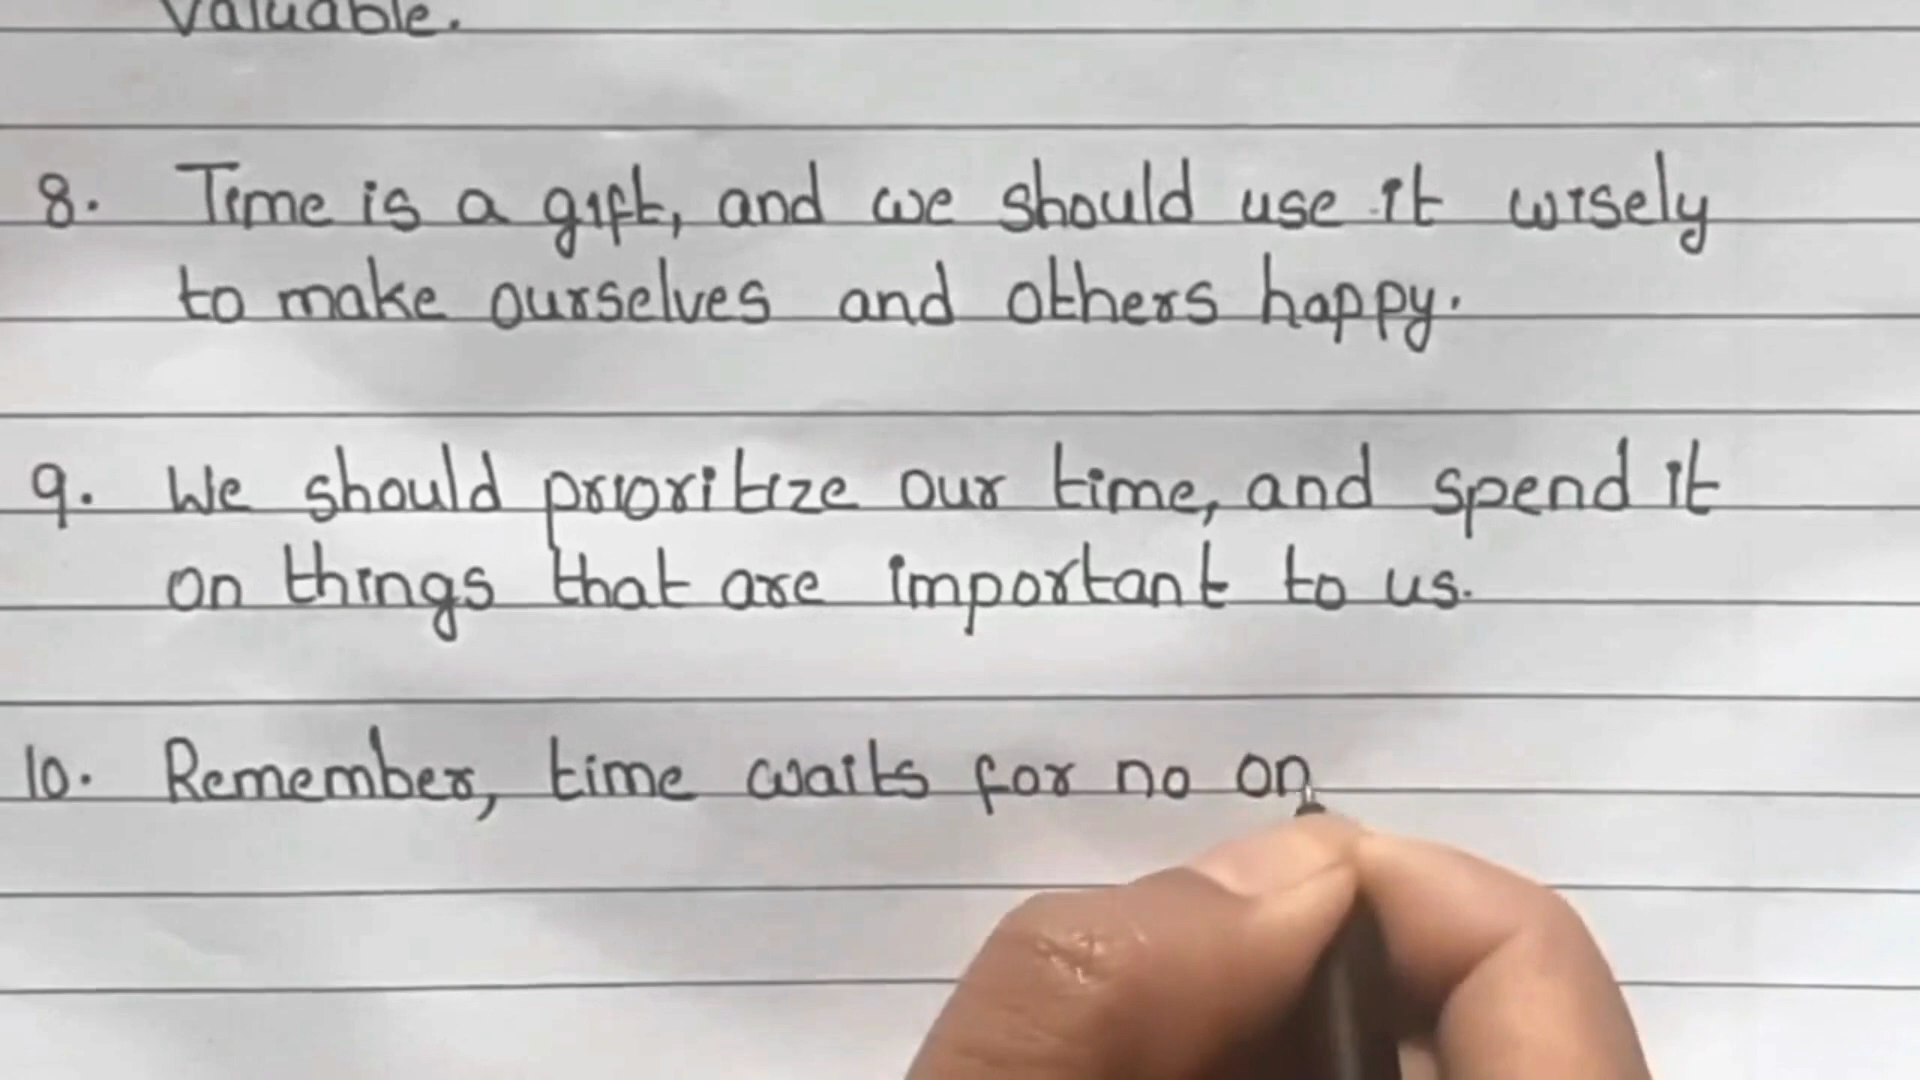 valuable.
8. Time is a gift, and we should use it wisely
to make ourselves and others happy.
9. We should prioritize our time, and spend it
on things that are important to us.
10. Remember, time waits for no on